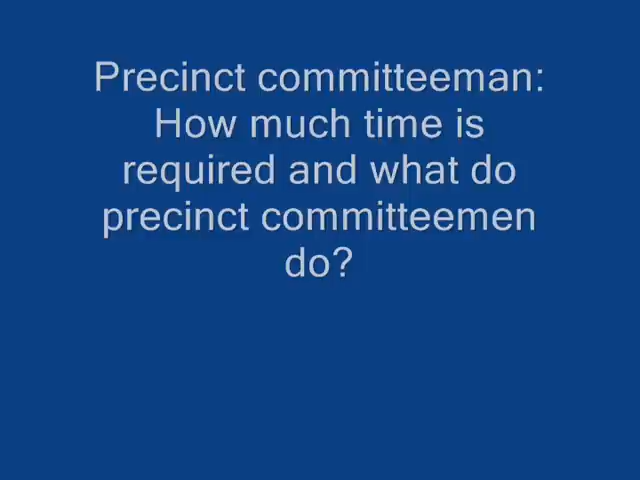 Precinct committeeman:
How much time is
required and what do
precinct committeemen
do?